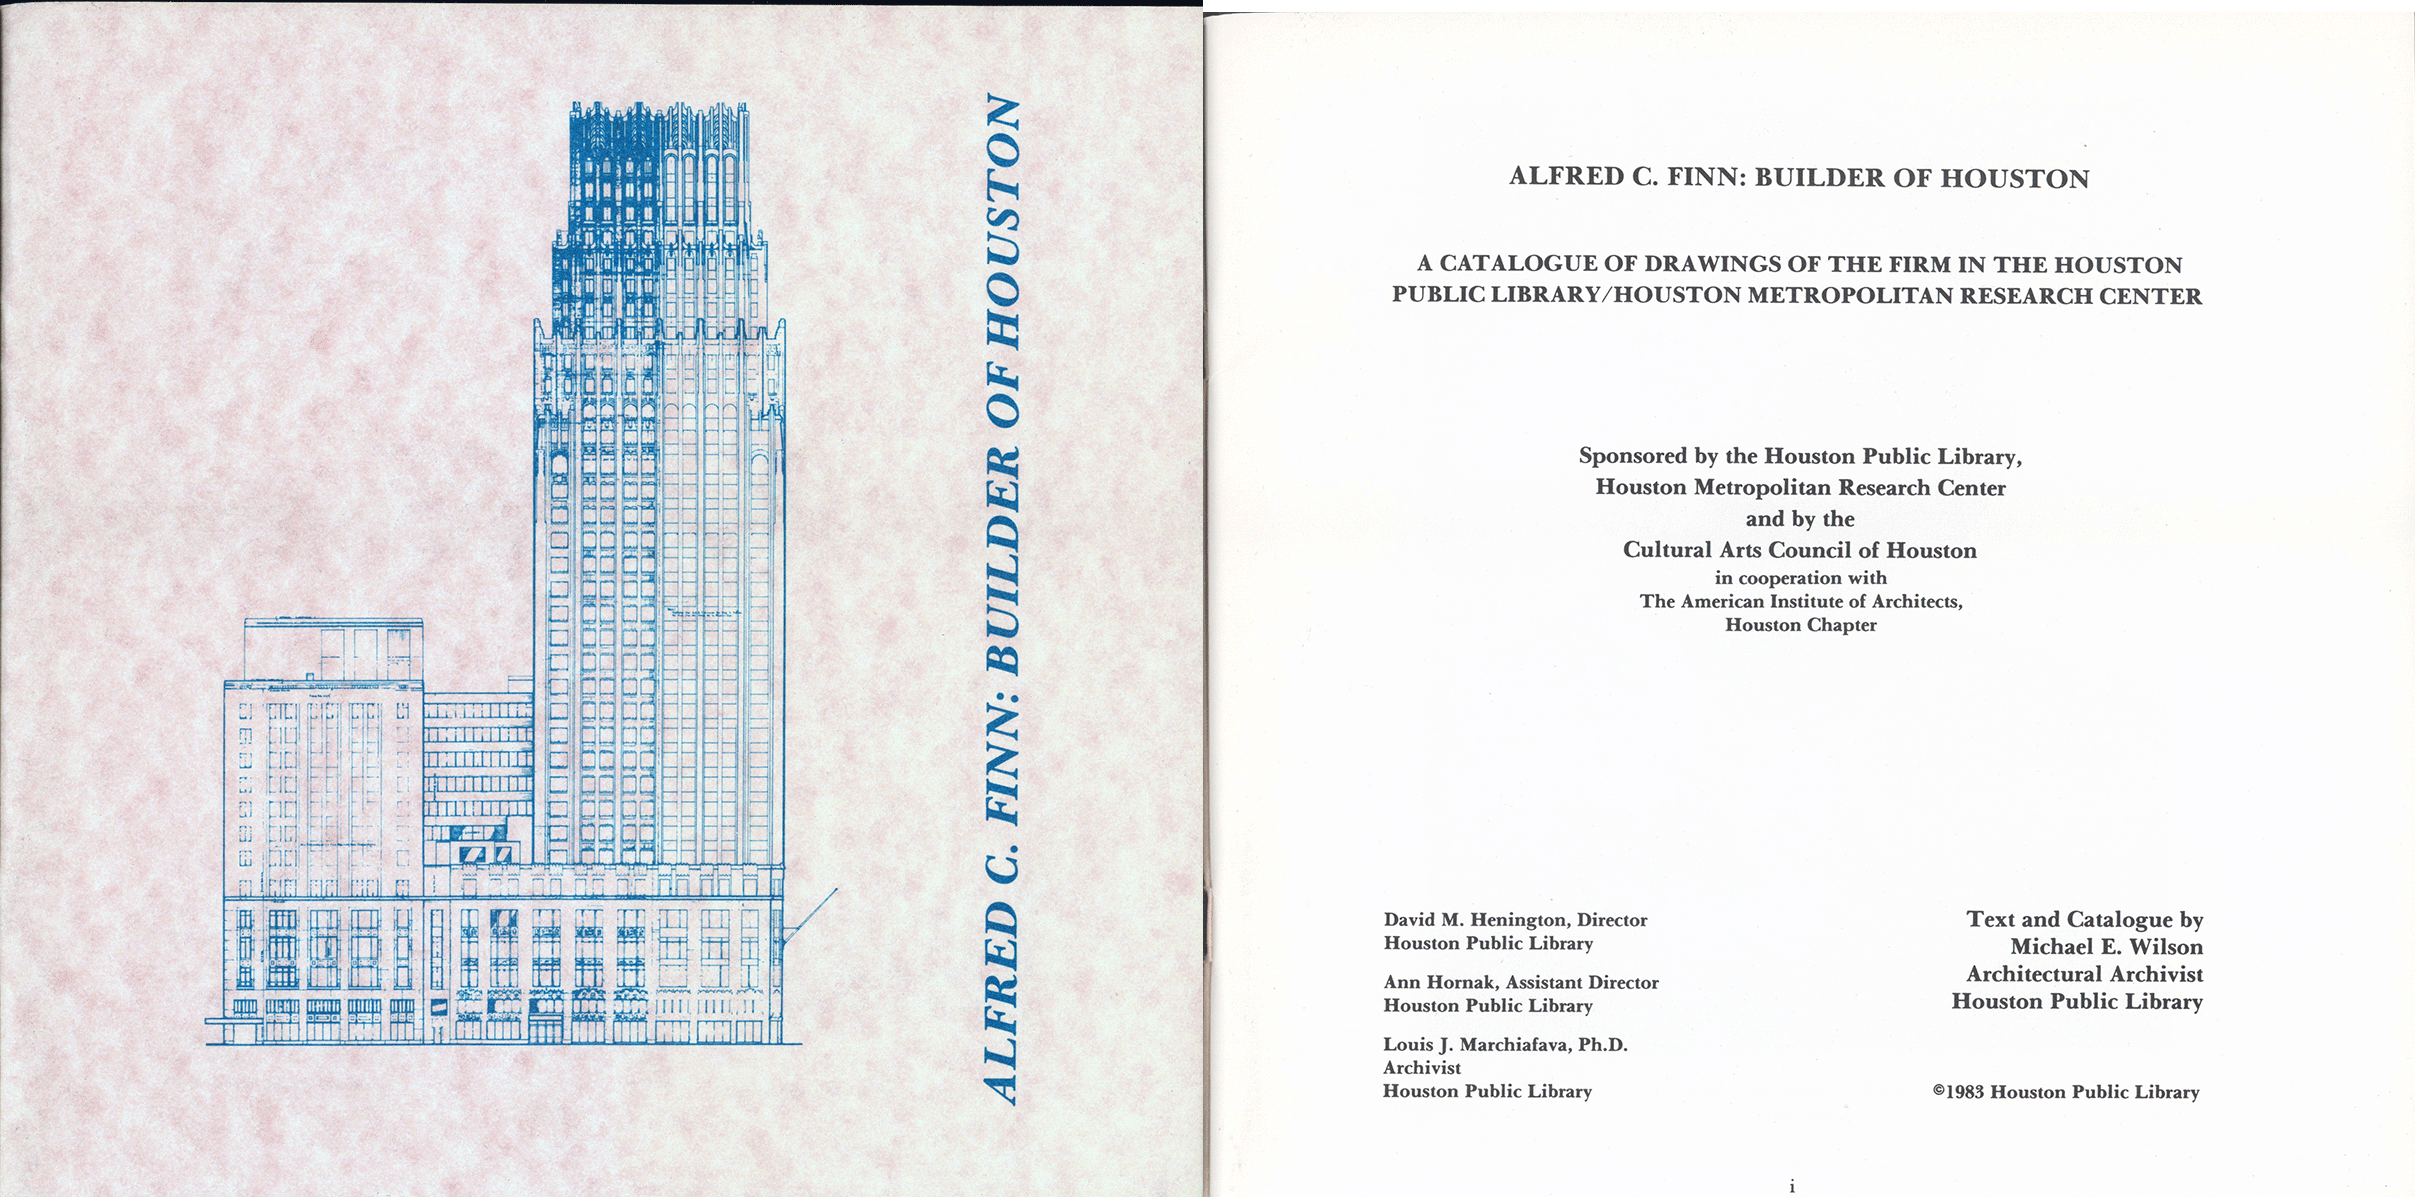 ALFRED C. FINN: BUILDER OF HOUSTON
ALFRED C. FINN: BUILDER OF HOUSTON
A CATALOGUE OF DRAWINGS OF THE FIRM IN THE HOUSTON
PUBLIC LIBRARY/HOUSTON METROPOLITAN RESEARCH CENTER
Sponsored by the Houston Public Library,
Houston Metropolitan Research Center
and by the
Cultural Arts Council of Houston
in cooperation with
The American Institute of Architects,
Houston Chapter
David M. Henington, Director
Houston Public Library
Ann Hornak, Assistant Director
Houston Public Library
Louis J. Marchiafava, Ph.D.
Archivist
Houston Public Library
Text and Catalogue by
Michael E. Wilson
Architectural Archivist
Houston Public Library
©1983 Houston Public Library
i